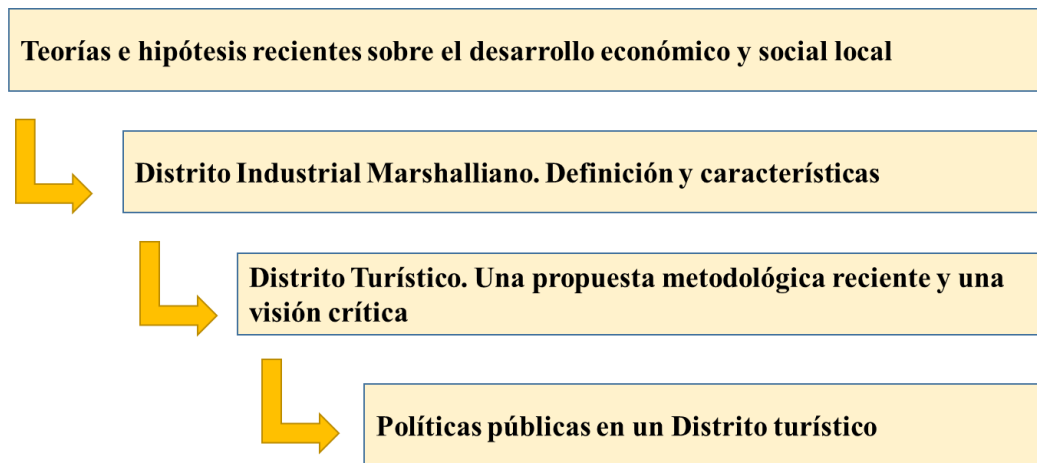 Teorías e hipótesis recientes sobre el desarrollo económico y social local
Distrito Industrial Marshalliano. Definición y características
Distrito Turístico. Una propuesta metodológica reciente y una
visión crítica
Políticas públicas en un Distrito turístico